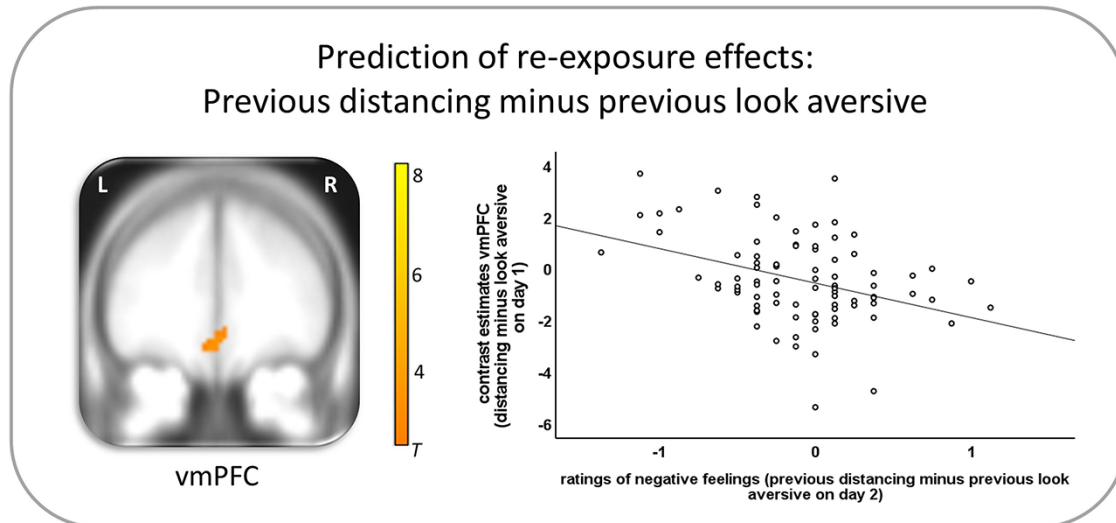 Prediction of re-exposure effects:
Previous distancing minus previous look aversive
L
R
8
6
4
T
vmPFC
contrast estimates vmPFC
(distancing minus look aversive
on day 1)
4
2
0
-2
-4
-6
-1
0
1
ratings of negative feelings (previous distancing minus previous look
aversive on day 2)